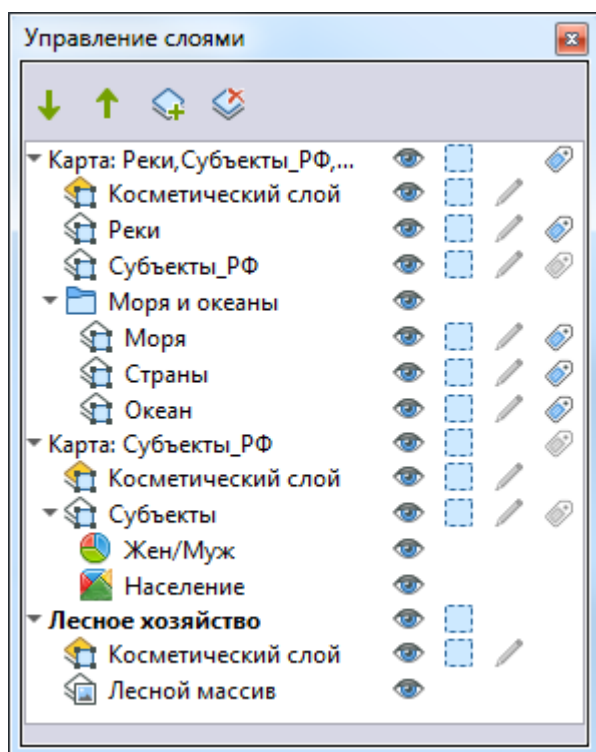 Управление слоями
Карта: Реки,Субъекты_РФ,...
Косметический слой
Реки
Субъекты_РФ
Моря и океаны
Моря
Страны
Океан
Карта: Субъекты_РФ
Косметический слой
Субъекты
Жен/Муж
Население
Лесное хозяйство
Косметический слой
Лесной массив